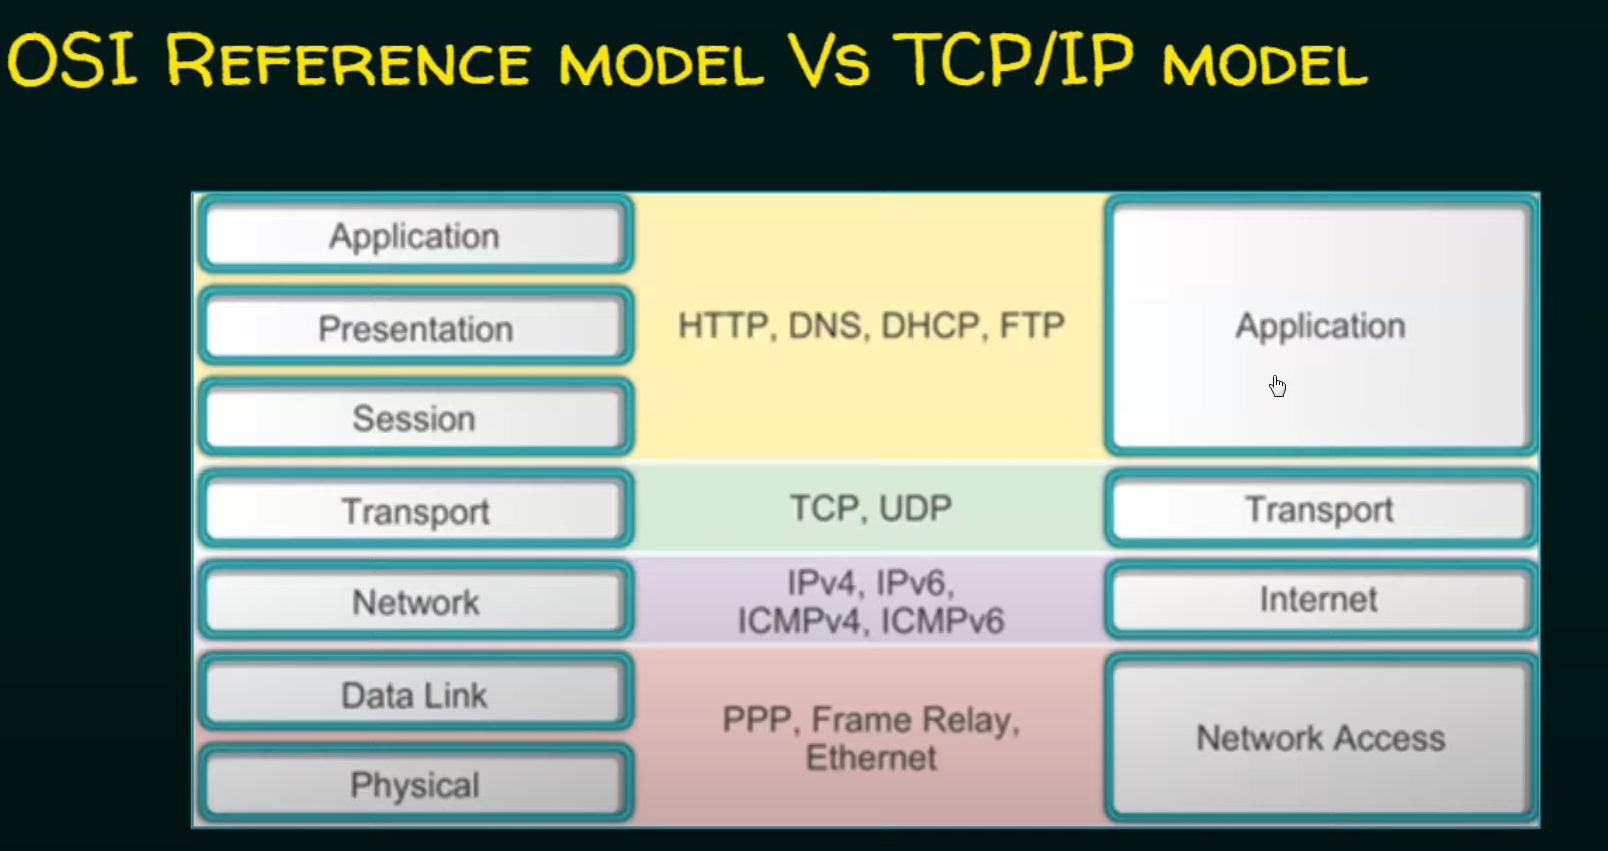 OSI REFERENCE MODEL VS TCP/IP MODEL
Application
Presentation
Session
Transport
Network
Data Link
Physical
HTTP, DNS, DHCP, FTP
TCP, UDP
IPv4, IPv6,
ICMPv4, ICMPv6
PPP, Frame Relay,
Ethernet
Application
Transport
Internet
Network Access